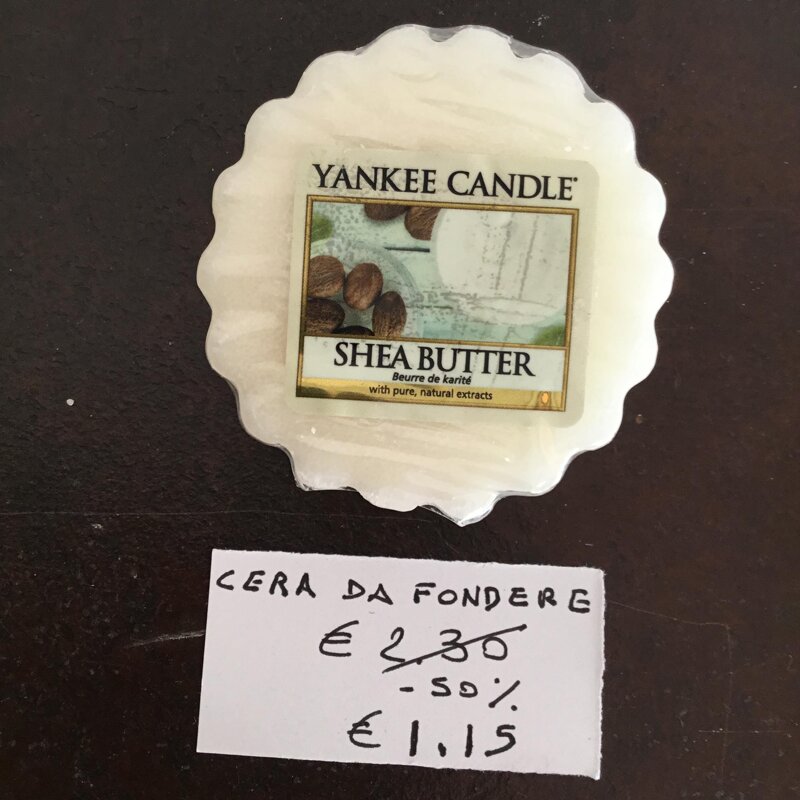 YANKEE CANDLE®
SHEA BUTTER
Beurre de karité
with pure, natural extracts
CERA DA FONDERE
€ 2.30
-50%
€ 1.15